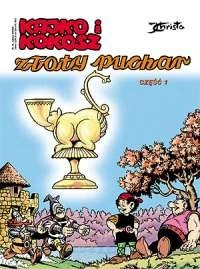 KAJKO i
KOKOSZ
Christa
złoty puchar
CZĘŚĆ 1